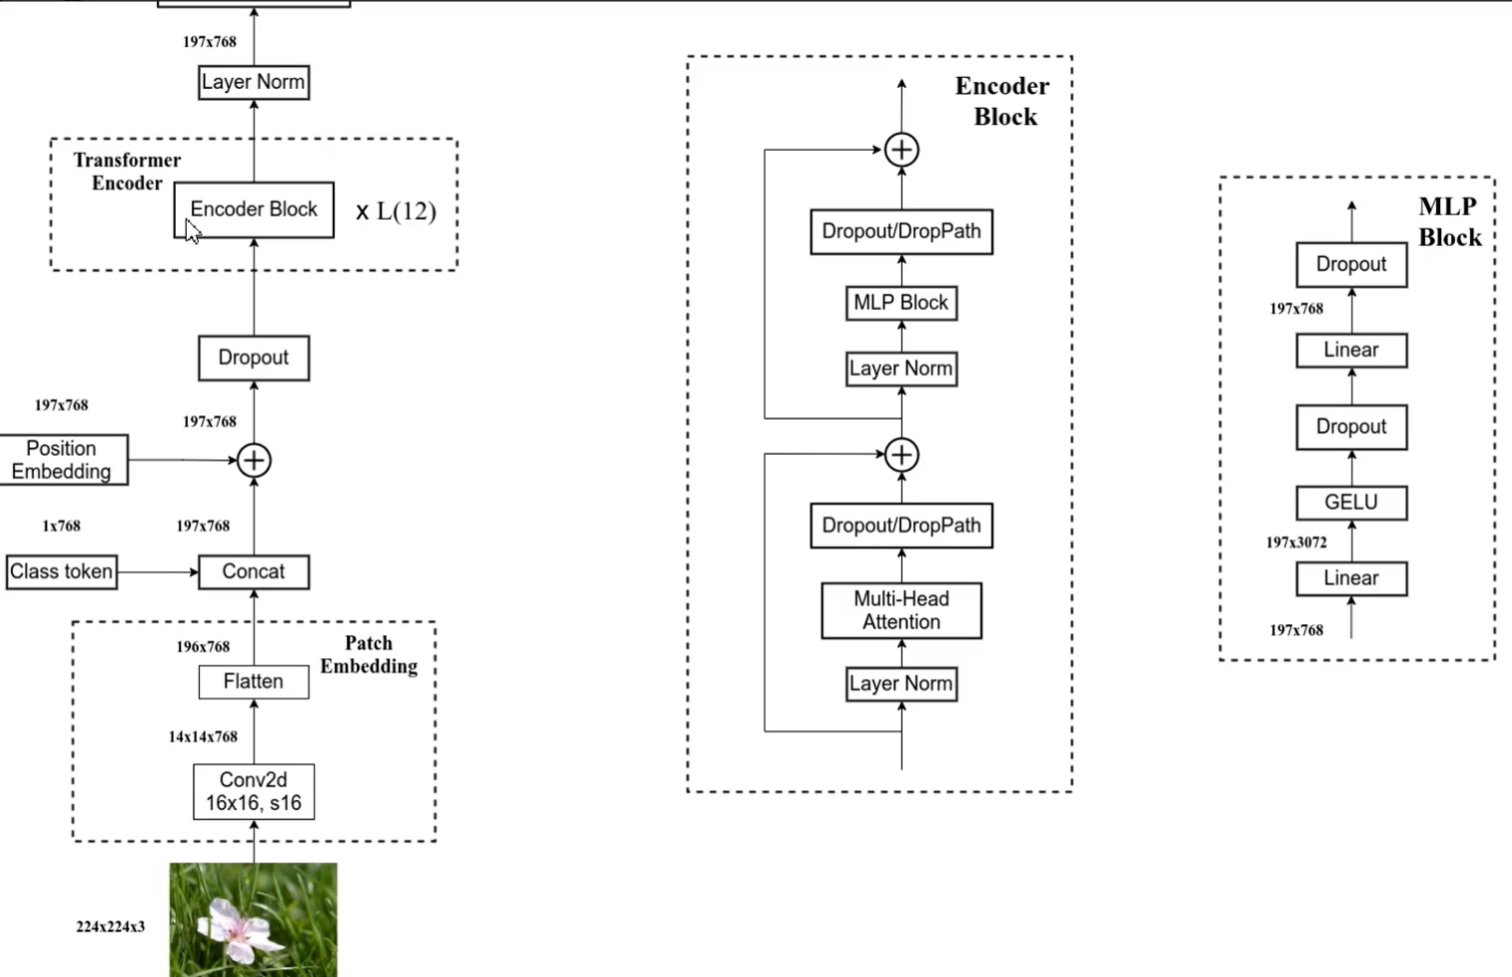 197x768
Layer Norm
Transformer
Encoder
Encoder Block
x L(12)
Dropout
197x768
197x768
Position
Embedding
1x768
197x768
Class token
Concat
196x768
Patch
Embedding
Flatten
14x14x768
Conv2d
16x16, s16
224x224x3
Encoder
Block
Dropout/DropPath
MLP Block
Layer Norm
Dropout/DropPath
Multi-Head
Attention
Layer Norm
MLP
Block
Dropout
197x768
Linear
Dropout
GELU
197x3072
Linear
197x768